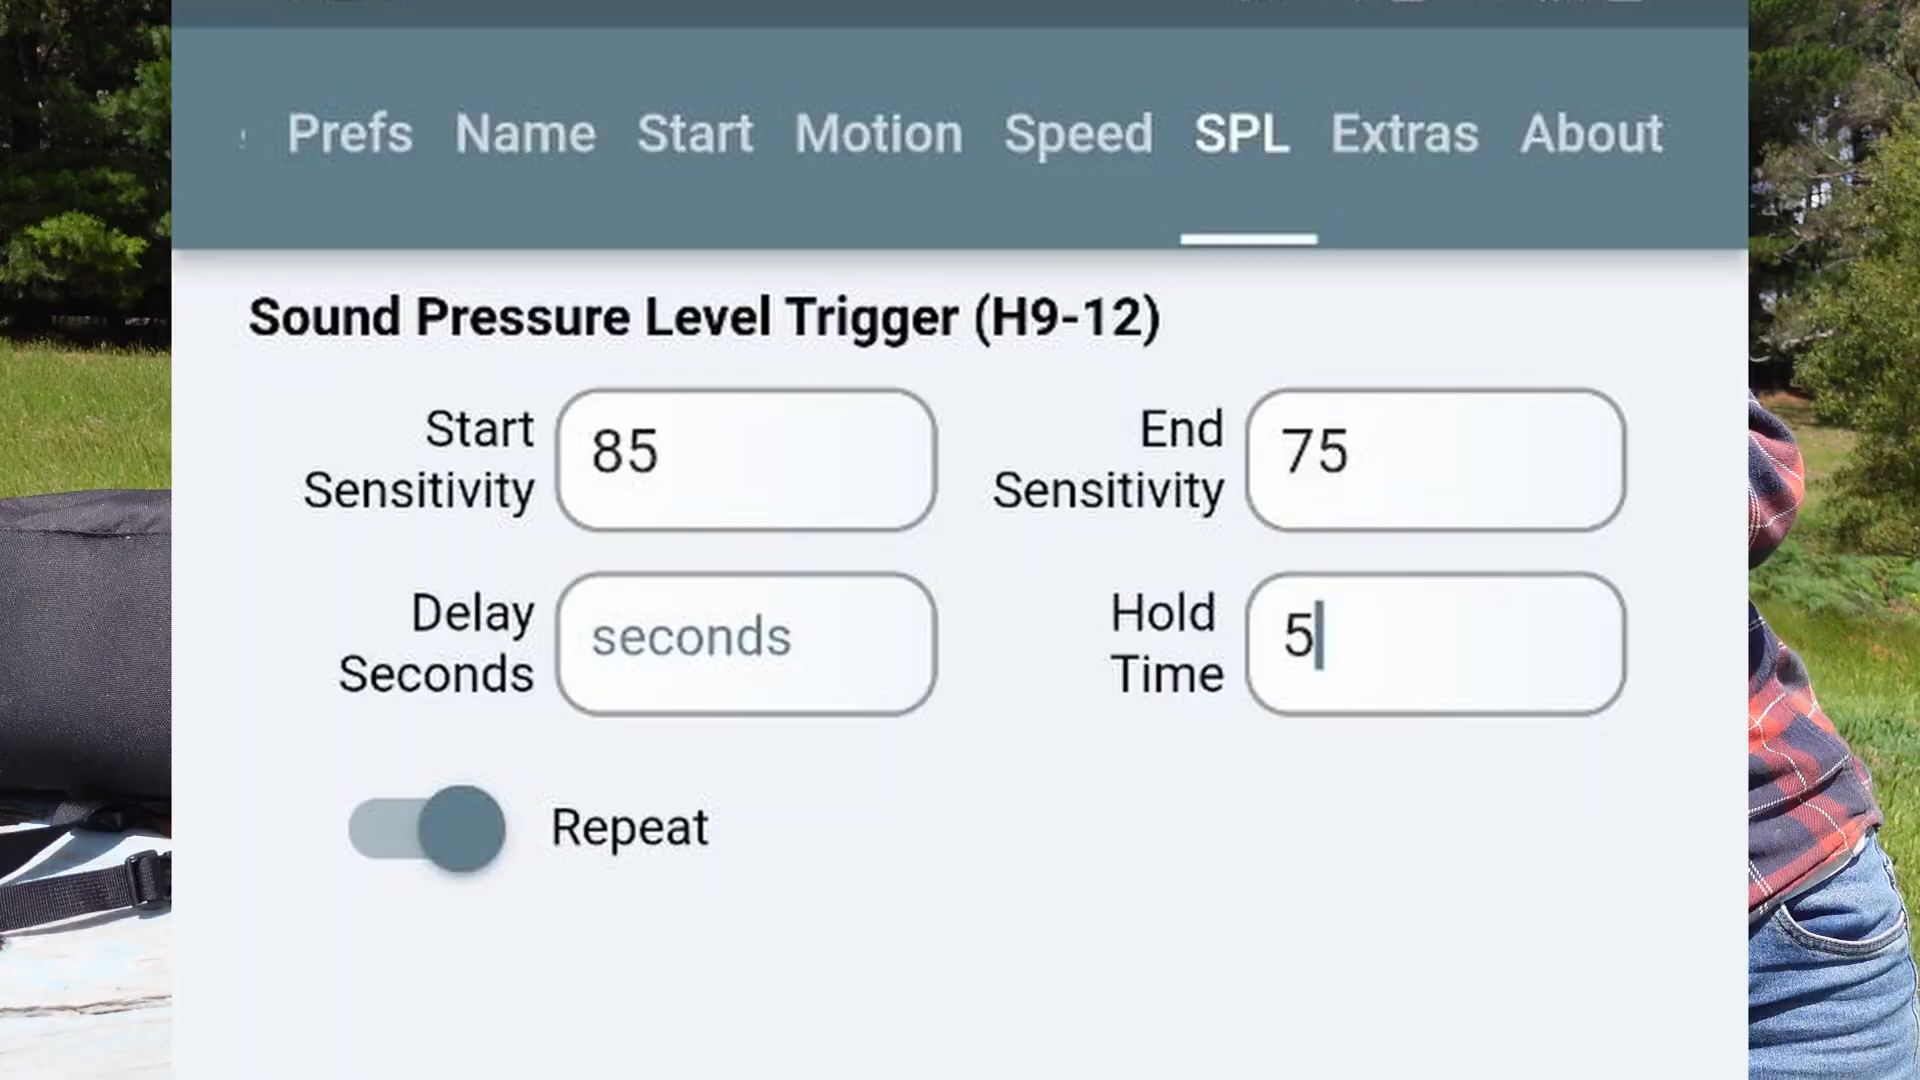 Prefs Name Start Motion Speed SPL Extras About
Sound Pressure Level Trigger (H9-12)
Start Sensitivity 85 End Sensitivity 75
Delay Seconds seconds Hold Time 5
Repeat